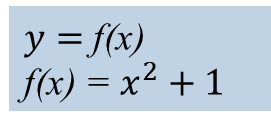 y = f(x)
f(x) = x² + 1